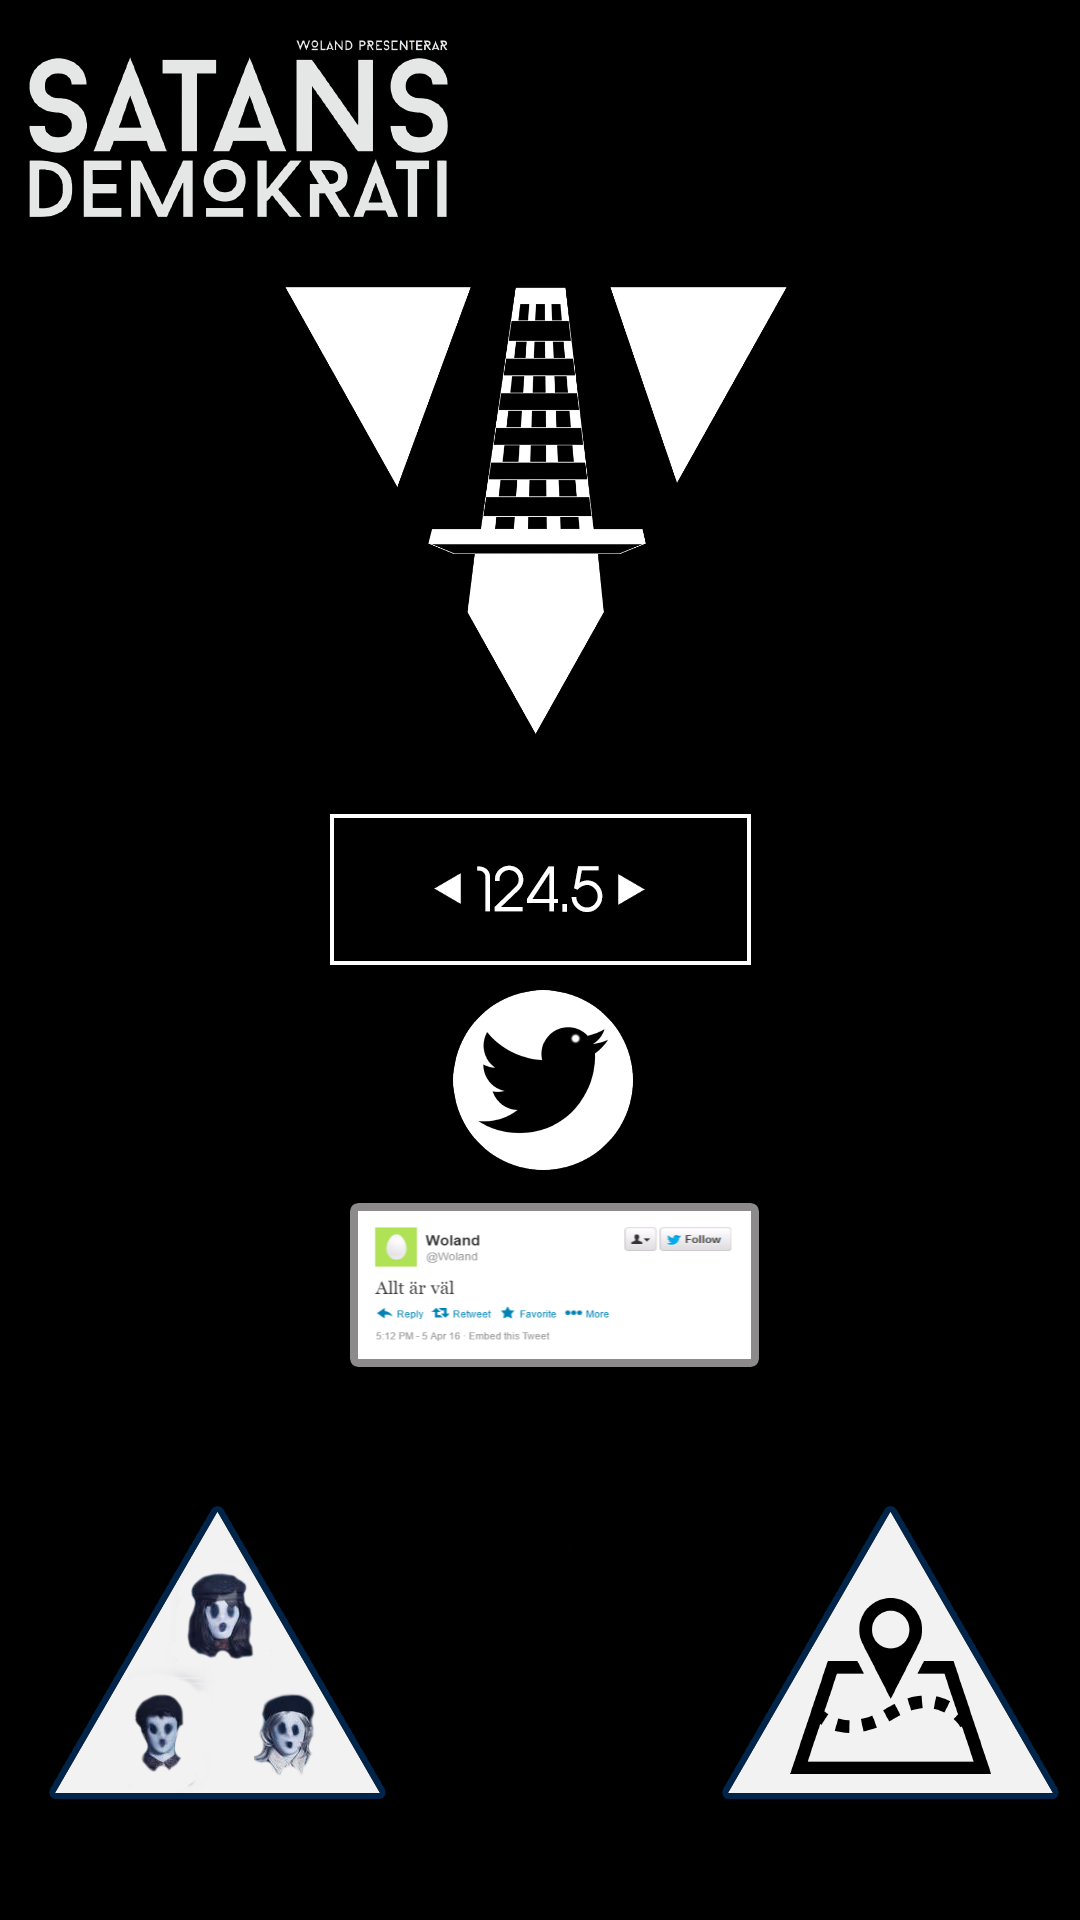 WOLAND PRESENTERAR
SATANS
DEMOKRATI
124.5
Woland
@Woland
Follow
Allt är väl
Reply Retweet Favorite More
5:12 PM - 5 Apr 16 · Embed this Tweet